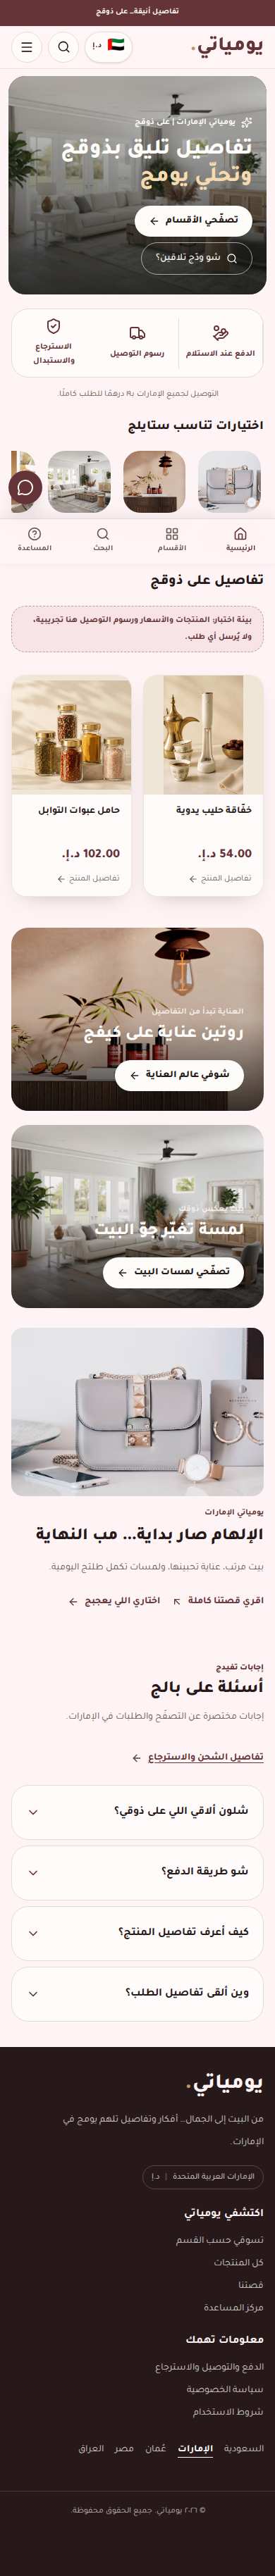 تفاصيل أنيقة… على ذوقج
يومياتي.
د.إ
يومياتي الإمارات | على ذوقج
تفاصيل تليق بذوقج
وتحلّي يومج
تصفّحي الأقسام
شو ودّج تلاقين؟
الدفع عند الاستلام
رسوم التوصيل
الاسترجاع
والاستبدال
اختيارات تناسب ستايلج
الرئيسية
الأقسام
البحث
المساعدة
تفاصيل على ذوقج
بيئة اختبار: المنتجات والأسعار ورسوم التوصيل هنا تجريبية،
ولا يُرسل أي طلب.
خفّاقة حليب يدوية
54.00 د.إ.
تفاصيل المنتج
حامل عبوات التوابل
102.00 د.إ.
تفاصيل المنتج
العناية تبدأ من التفاصيل
روتين عناية على كيفج
شوفي عالم العناية
لمسة تغيّر جوّ البيت
تصفّحي لمسات البيت
يومياتي الإمارات
الإلهام صار بداية… مب النهاية
بيت مرتب، عناية تحبينها، ولمسات تكمل طلتج اليومية.
اقري قصتنا كاملة
اختاري اللي يعجبج
إجابات تفيدج
أسئلة على بالج
إجابات مختصرة عن التصفّح والطلبات في الإمارات.
تفاصيل الشحن والاسترجاع
شلون ألاقي اللي على ذوقي؟
شو طريقة الدفع؟
كيف أعرف تفاصيل المنتج؟
وين ألقى تفاصيل الطلب؟
يومياتي.
من البيت إلى الجمال… أفكار وتفاصيل تلهم يومج في
الإمارات.
الإمارات العربية المتحدة | د.إ
اكتشفي يومياتي
تسوقي حسب القسم
كل المنتجات
قصتنا
مركز المساعدة
معلومات تهمك
الدفع والتوصيل والاسترجاع
سياسة الخصوصية
شروط الاستخدام
السعودية
الإمارات
عُمان
مصر
العراق
© ٢٠٢٦ يومياتي. جميع الحقوق محفوظة.